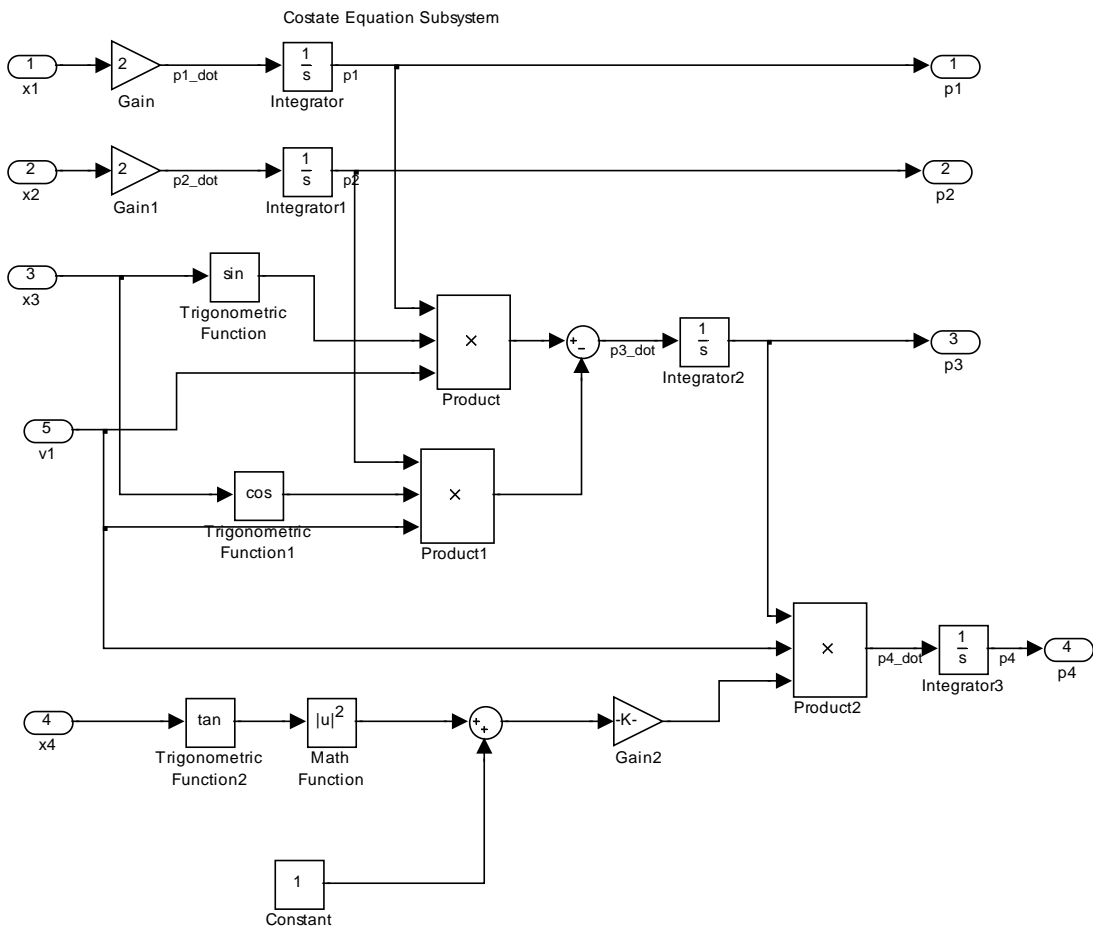 Costate Equation Subsystem
1
x1
2
Gain
p1_dot
1
s
Integrator
p1
1
p1
2
x2
2
Gain1
p2_dot
1
s
Integrator1
p2
2
p2
3
x3
sin
Trigonometric
Function
×
Product
+
−
p3_dot
1
s
Integrator2
3
p3
5
v1
cos
Trigonometric
Function1
×
Product1
×
Product2
p4_dot
1
s
Integrator3
p4
4
p4
4
x4
tan
Trigonometric
Function2
|u|²
Math
Function
+
+
-K-
Gain2
1
Constant